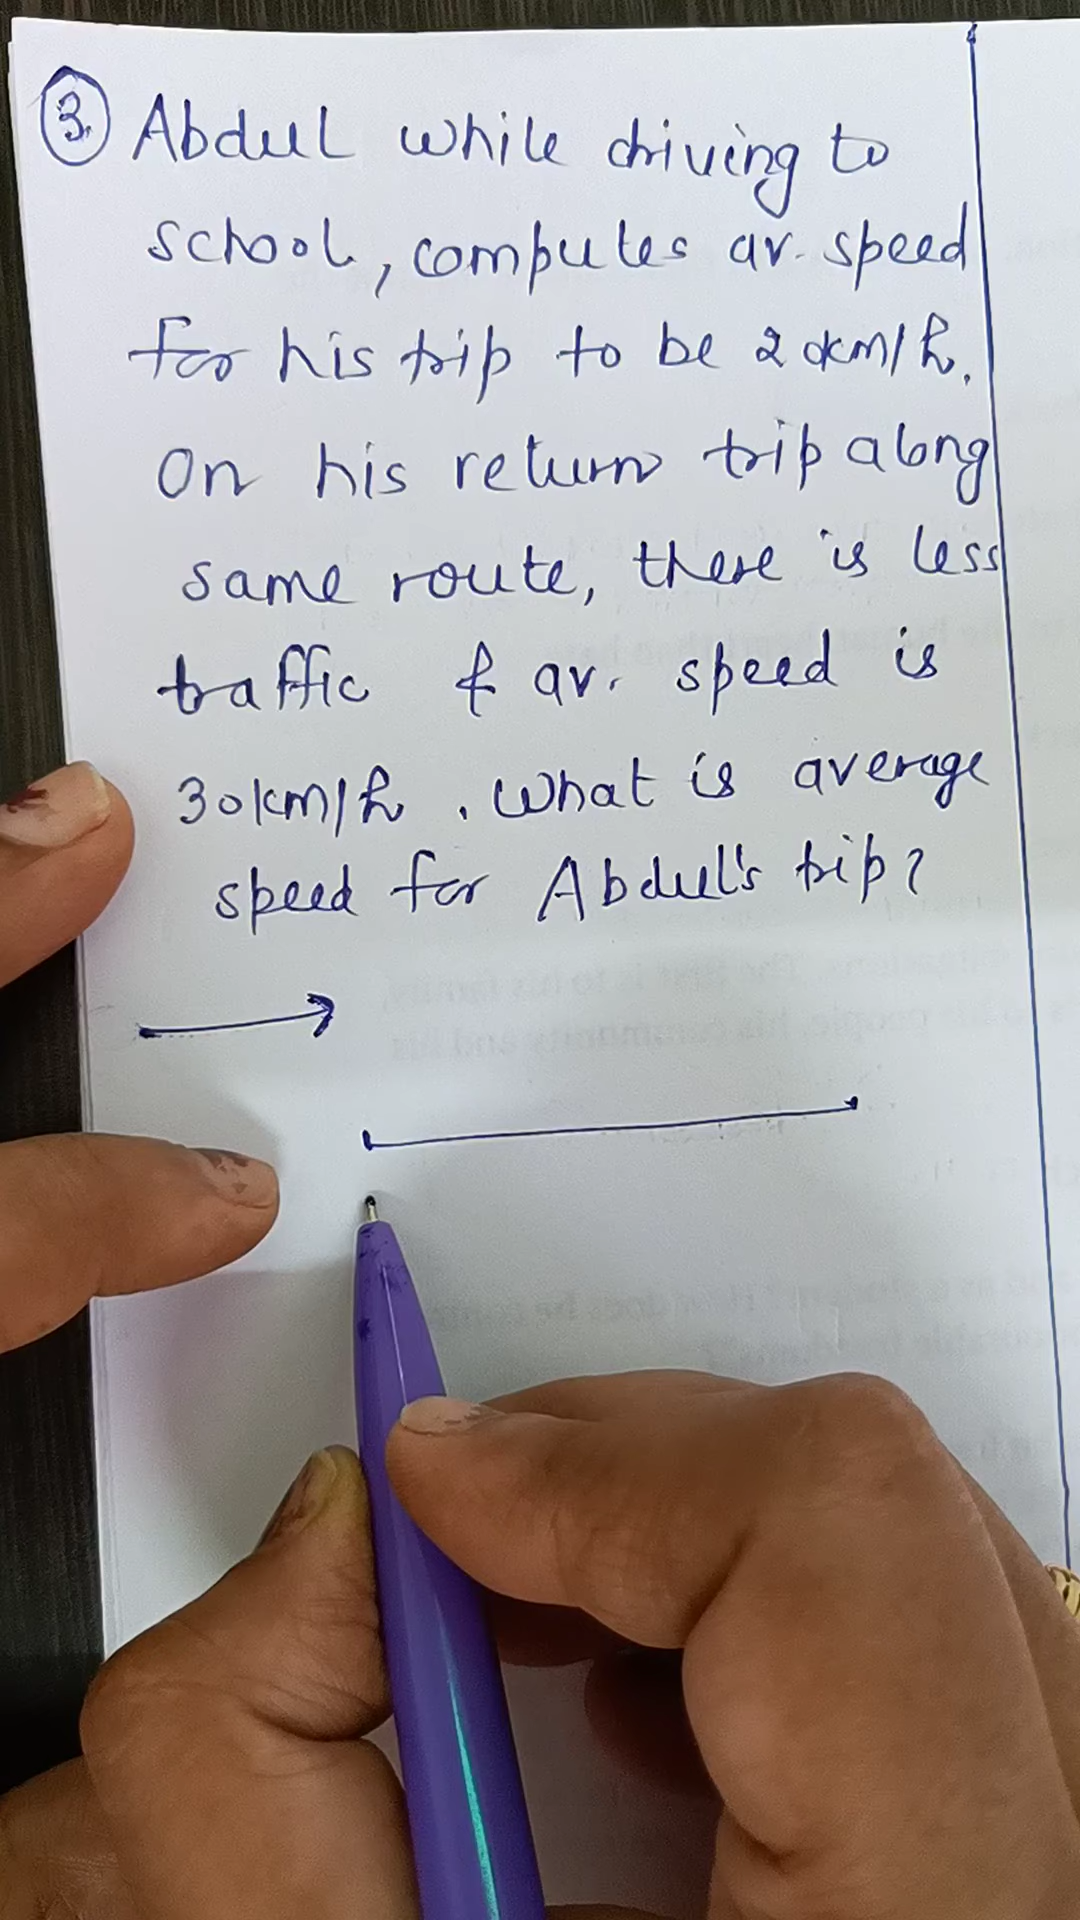 3. Abdul while driving to
school, computes av. speed
for his trip to be 20km/h.
On his return trip along
same route, there is less
traffic & av. speed is
30km/h. What is average
speed for Abdul's trip?